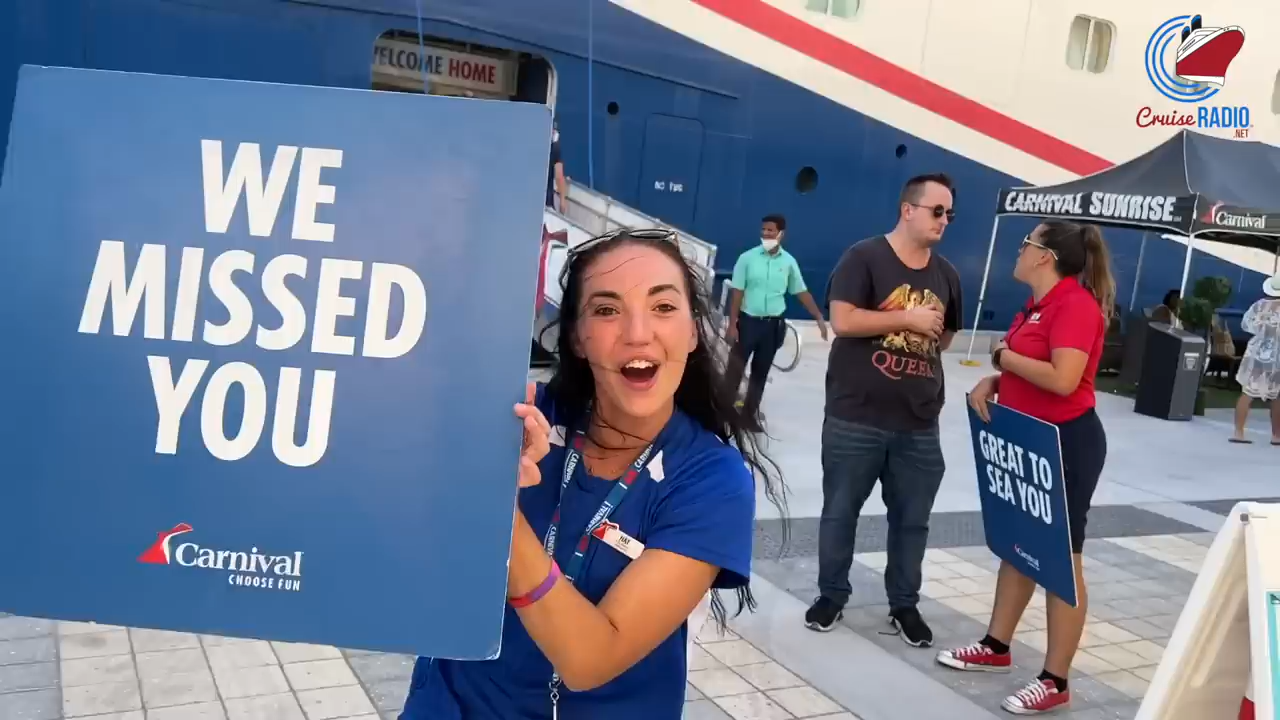 WELCOME HOME
Cruise RADIO
.NET
WE
MISSED
YOU
Carnival
CHOOSE FUN
CARNIVAL SUNRISE
Carnival
QUEEN
GREAT TO
SEA YOU
Carnival
CARNIVAL